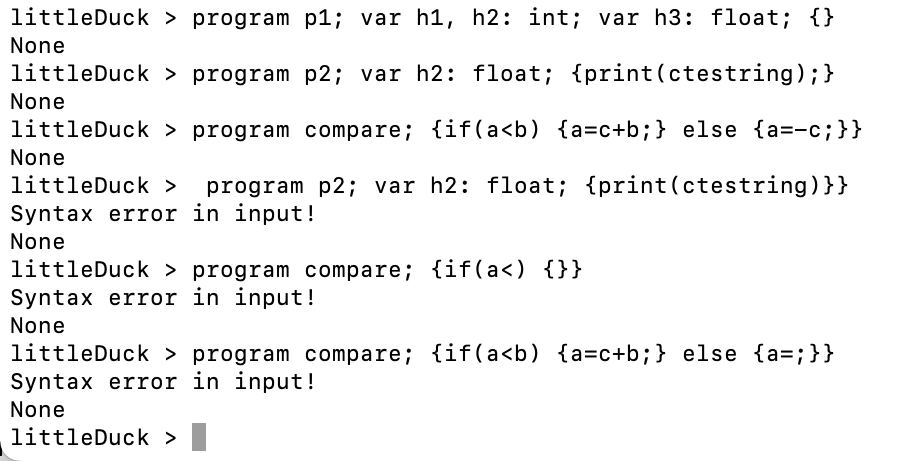 littleDuck > program p1; var h1, h2: int; var h3: float; {}
None
littleDuck > program p2; var h2: float; {print(ctestring);}
None
littleDuck > program compare; {if(a<b) {a=c+b;} else {a=-c;}}
None
littleDuck >  program p2; var h2: float; {print(ctestring)}}
Syntax error in input!
None
littleDuck > program compare; {if(a<) {}}
Syntax error in input!
None
littleDuck > program compare; {if(a<b) {a=c+b;} else {a=;}}
Syntax error in input!
None
littleDuck >